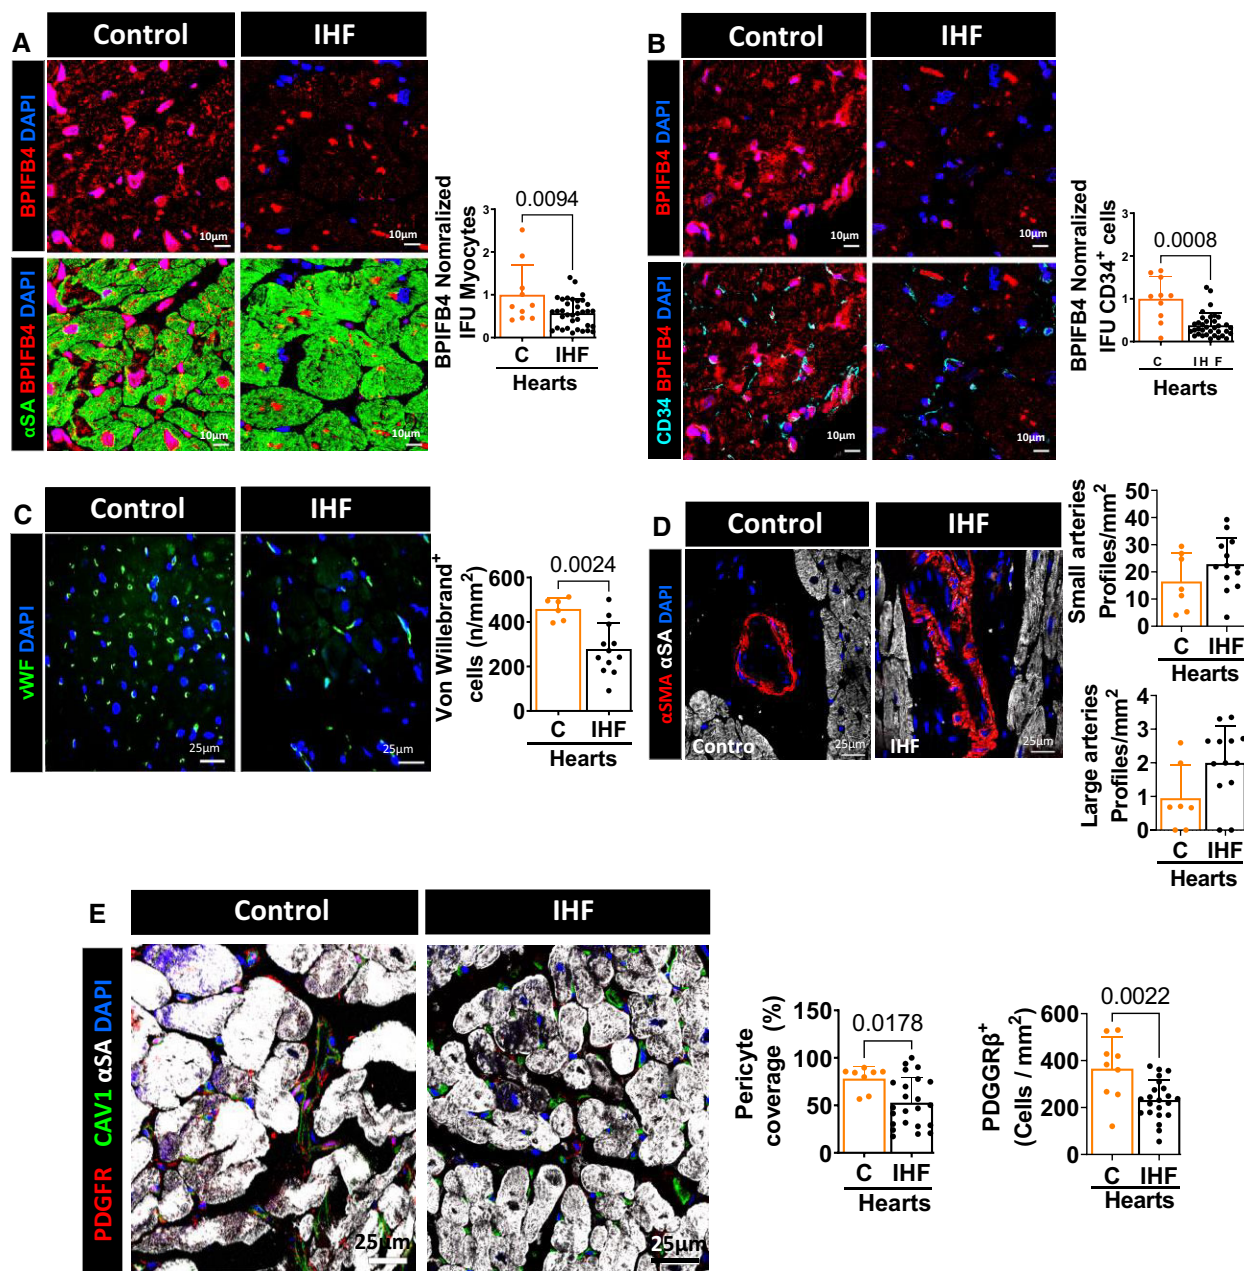 A
Control
IHF
BPIFB4 DAPI
10µm
10µm
αSA BPIFB4 DAPI
10µm
10µm
BPIFB4 Nomralized
IFU Myocytes
0.0094
3
2
1
0
C
IHF
Hearts
B
Control
IHF
BPIFB4 DAPI
10µm
10µm
CD34 BPIFB4 DAPI
10µm
10µm
BPIFB4 Nomralized
IFU CD34+ cells
0.0008
3
2
1
0
C
IHF
Hearts
C
Control
IHF
vWF DAPI
25µm
25µm
Von Willebrand+
cells (n/mm2)
0.0024
600
400
200
0
C
IHF
Hearts
D
Control
IHF
αSMA αSA DAPI
Contro
25µm
IHF
25µm
Small arteries
Profiles/mm2
50
40
30
20
10
0
C
IHF
Hearts
Large arteries
Profiles/mm2
4
3
2
1
0
C
IHF
Hearts
E
Control
IHF
PDGFR CAV1 αSA DAPI
25µm
25µm
Pericyte
coverage (%)
0.0178
150
100
50
0
C
IHF
Hearts
PDGGRβ+
(Cells / mm2)
0.0022
600
400
200
0
C
IHF
Hearts